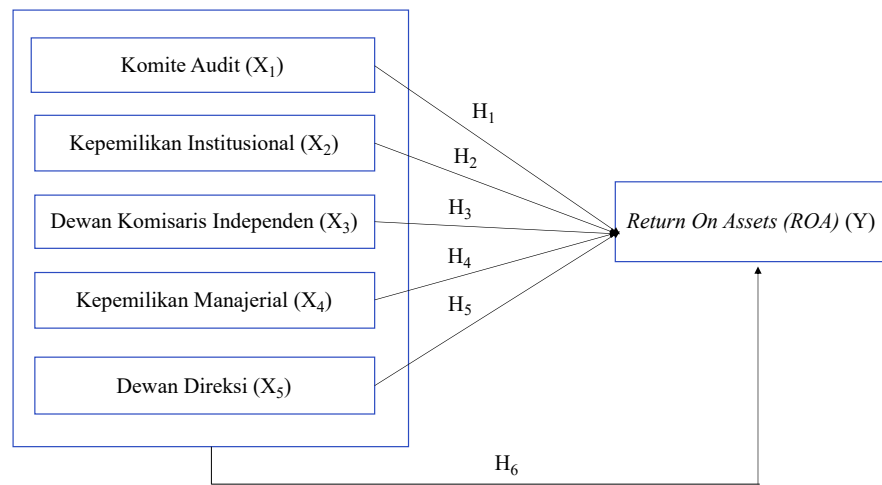 Komite Audit (X₁)
H₁
Kepemilikan Institusional (X₂)
H₂
Dewan Komisaris Independen (X₃)
H₃
Return On Assets (ROA) (Y)
Kepemilikan Manajerial (X₄)
H₄
Dewan Direksi (X₅)
H₅
H₆